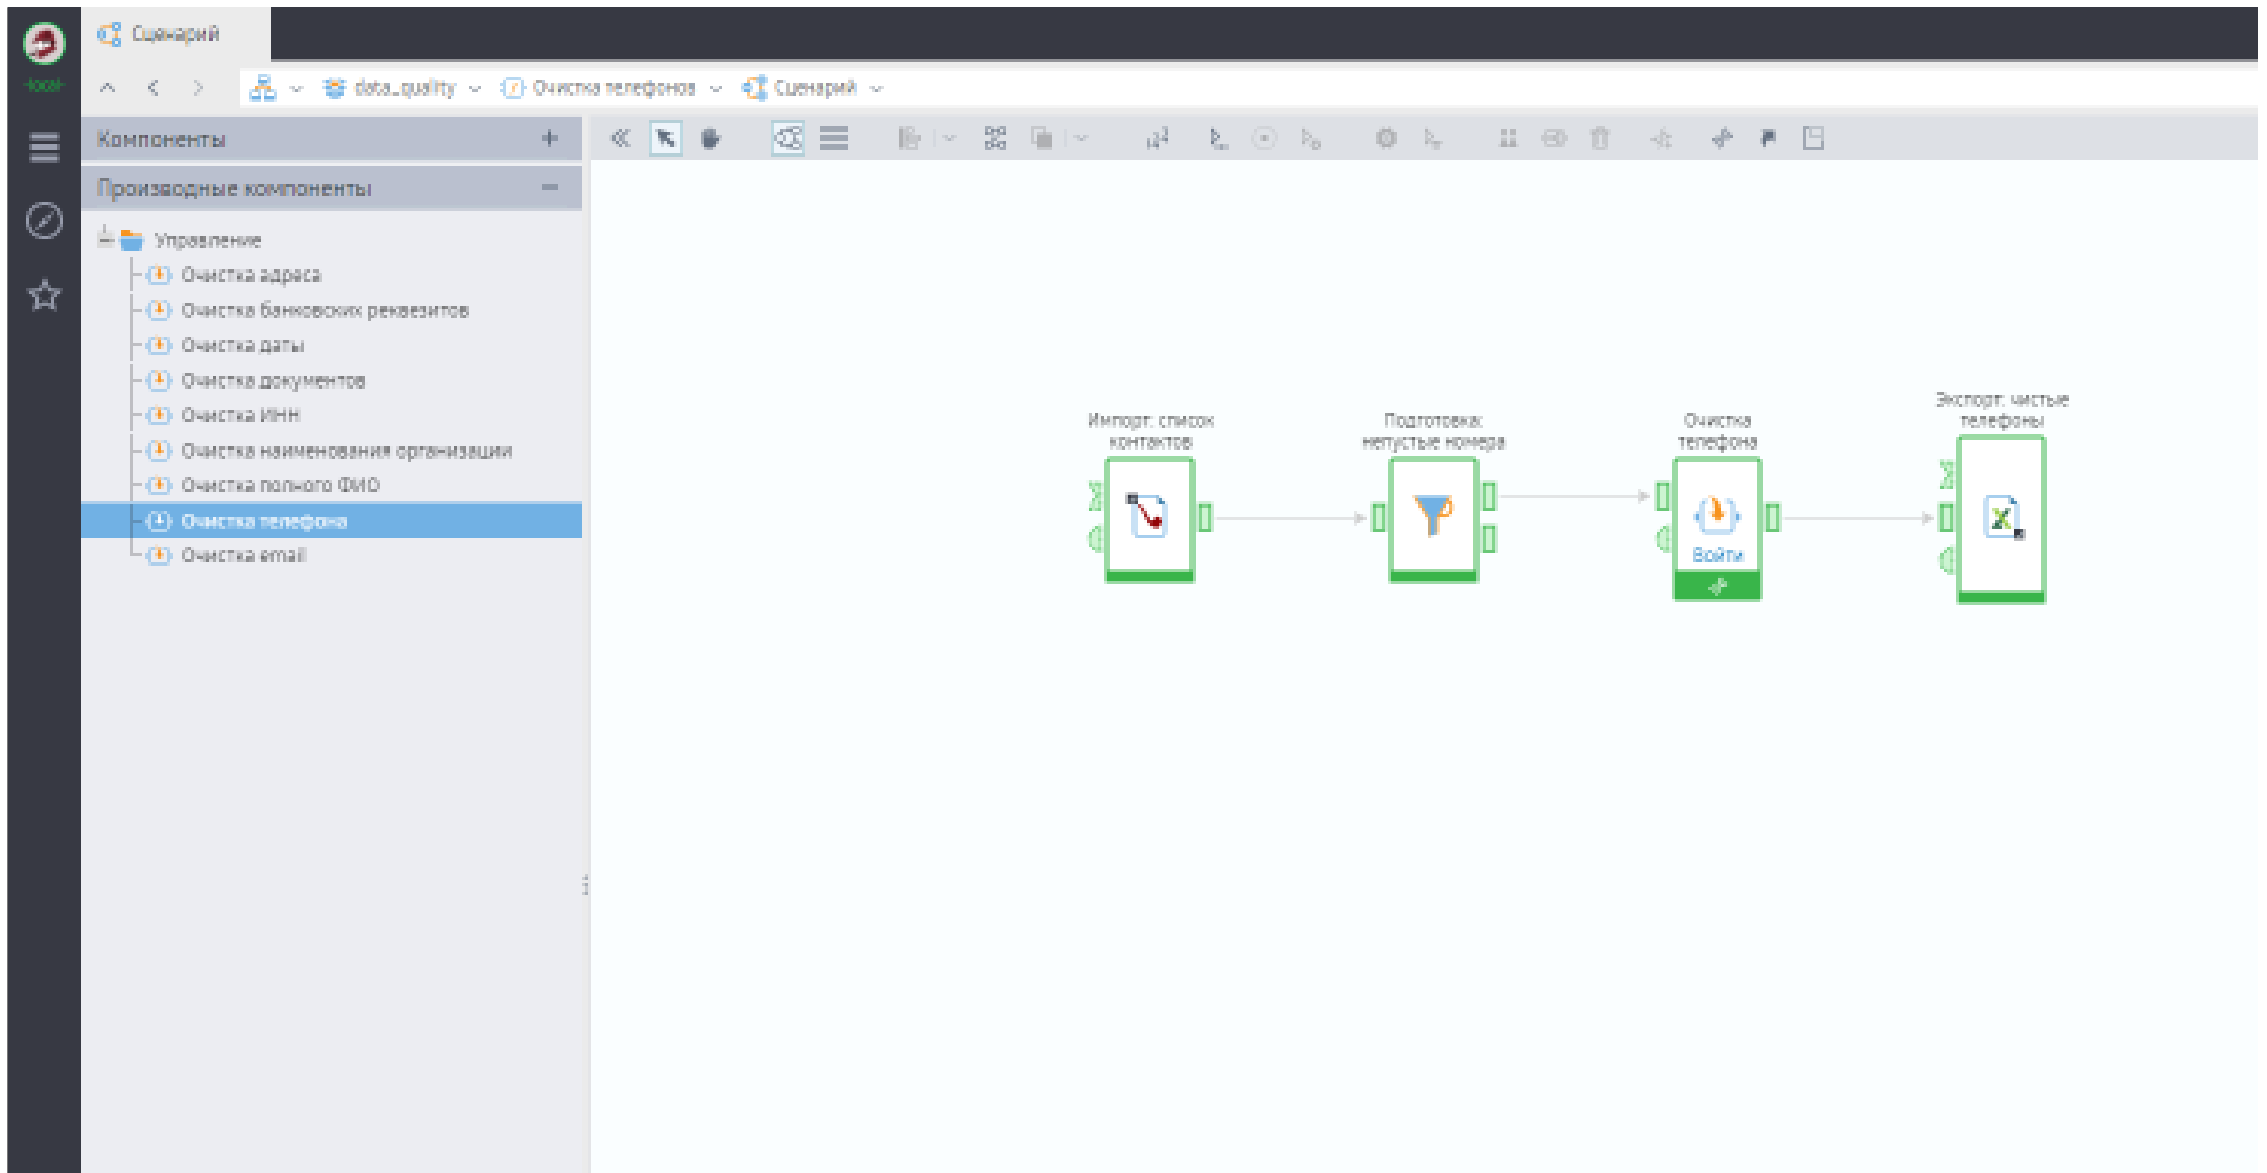 Сценарий
-local-
data_quality
Очистка телефонов
Сценарий
Компоненты
Производные компоненты
Управление
Очистка адреса
Очистка банковских реквезитов
Очистка даты
Очистка документов
Очистка ИНН
Очистка наименования организации
Очистка полного ФИО
Очистка телефона
Очистка email
Импорт: список
контактов
Подготовка:
непустые номера
Очистка
телефона
Войти
Экспорт: чистые
телефоны